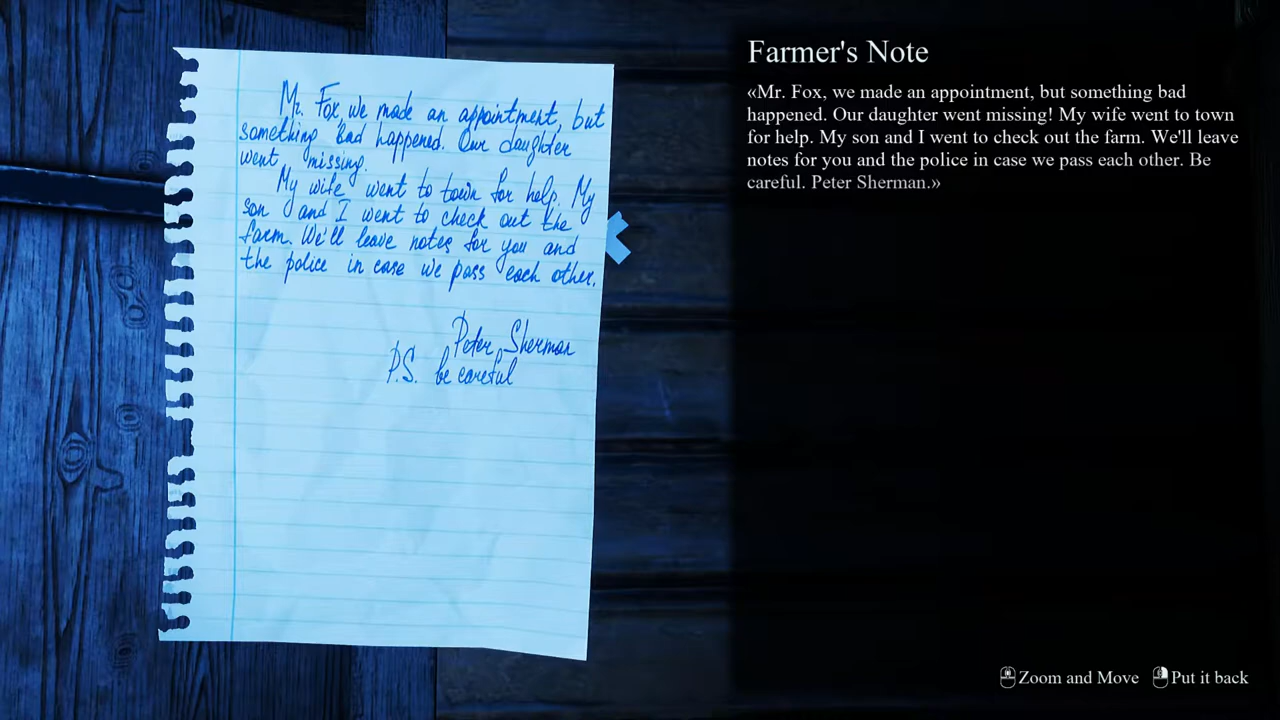 Mr. Fox, we made an appointment, but
something bad happened. Our daughter
went missing.
My wife went to town for help. My
son and I went to check out the
farm. We'll leave notes for you and
the police in case we pass each other.
Peter Sherman
P.S. be careful
Farmer's Note
«Mr. Fox, we made an appointment, but something bad
happened. Our daughter went missing! My wife went to town
for help. My son and I went to check out the farm. We'll leave
notes for you and the police in case we pass each other. Be
careful. Peter Sherman.»
Zoom and Move
Put it back